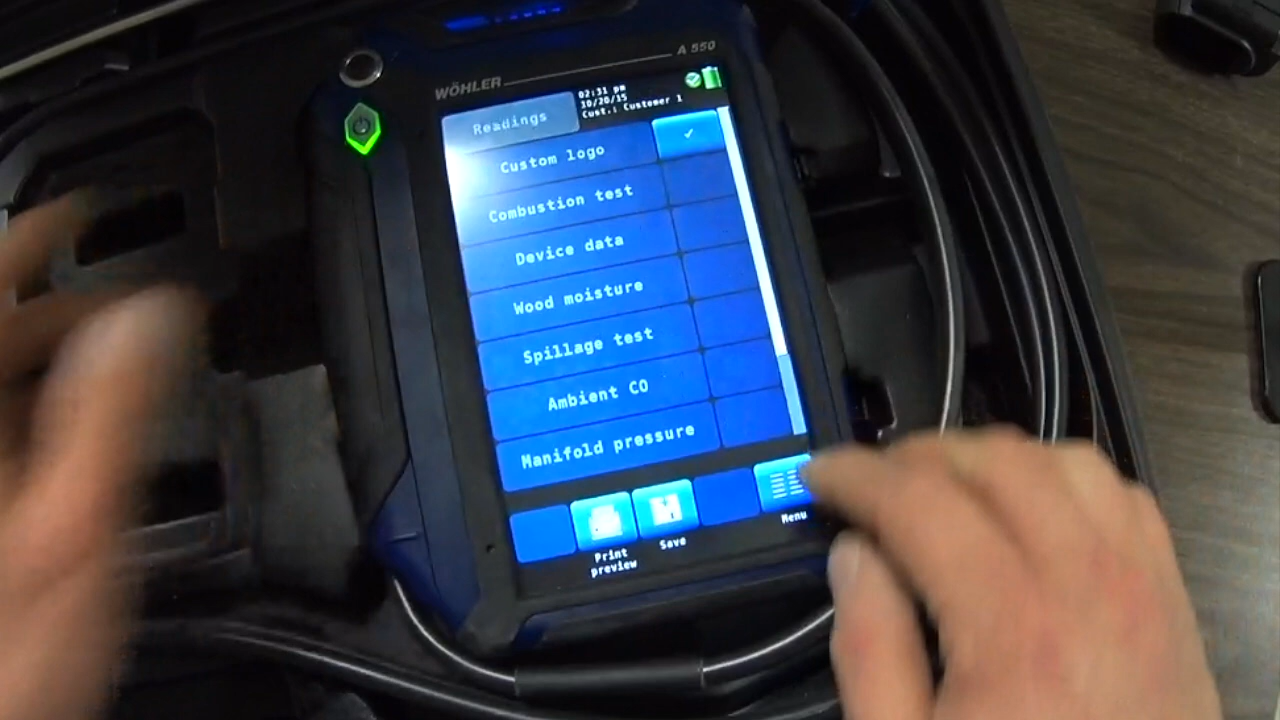 WÖHLER
A 550
Readings
02:31 pm
10/20/15
Cust.: Customer 1
Custom logo
Combustion test
Device data
Wood moisture
Spillage test
Ambient CO
Manifold pressure
Print
preview
Save
Menu